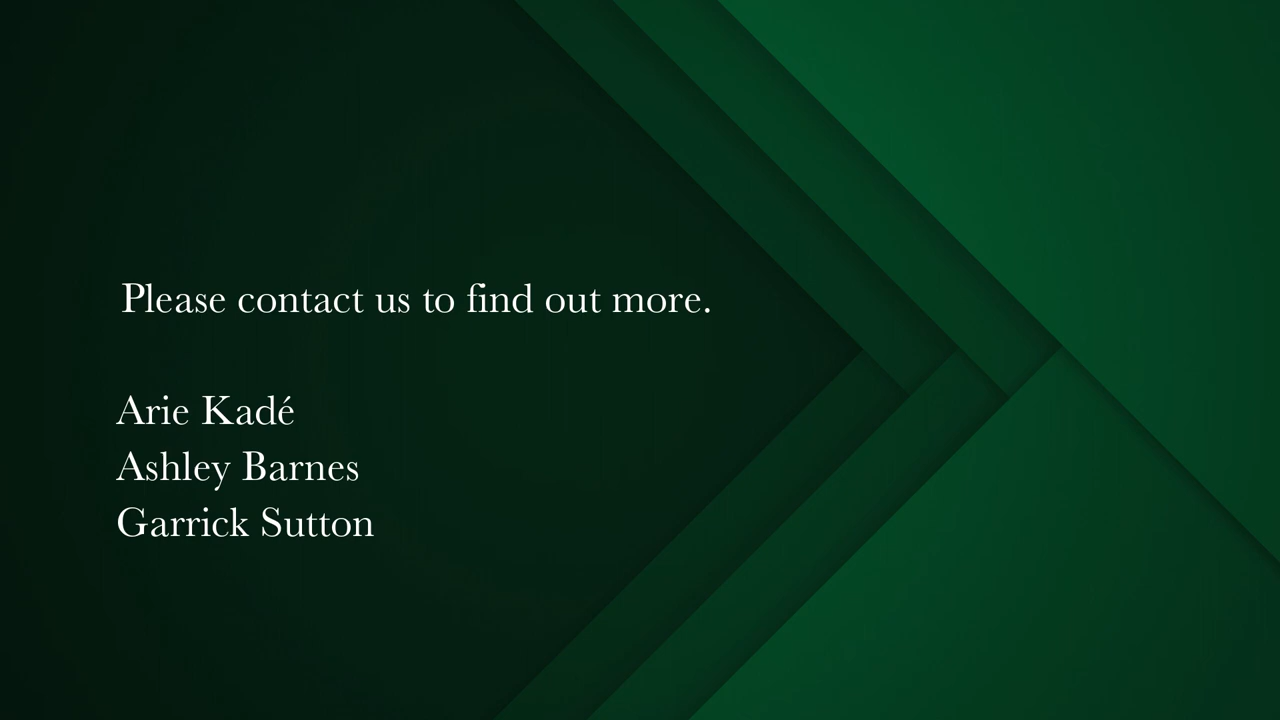 Please contact us to find out more.
Arie Kadé
Ashley Barnes
Garrick Sutton